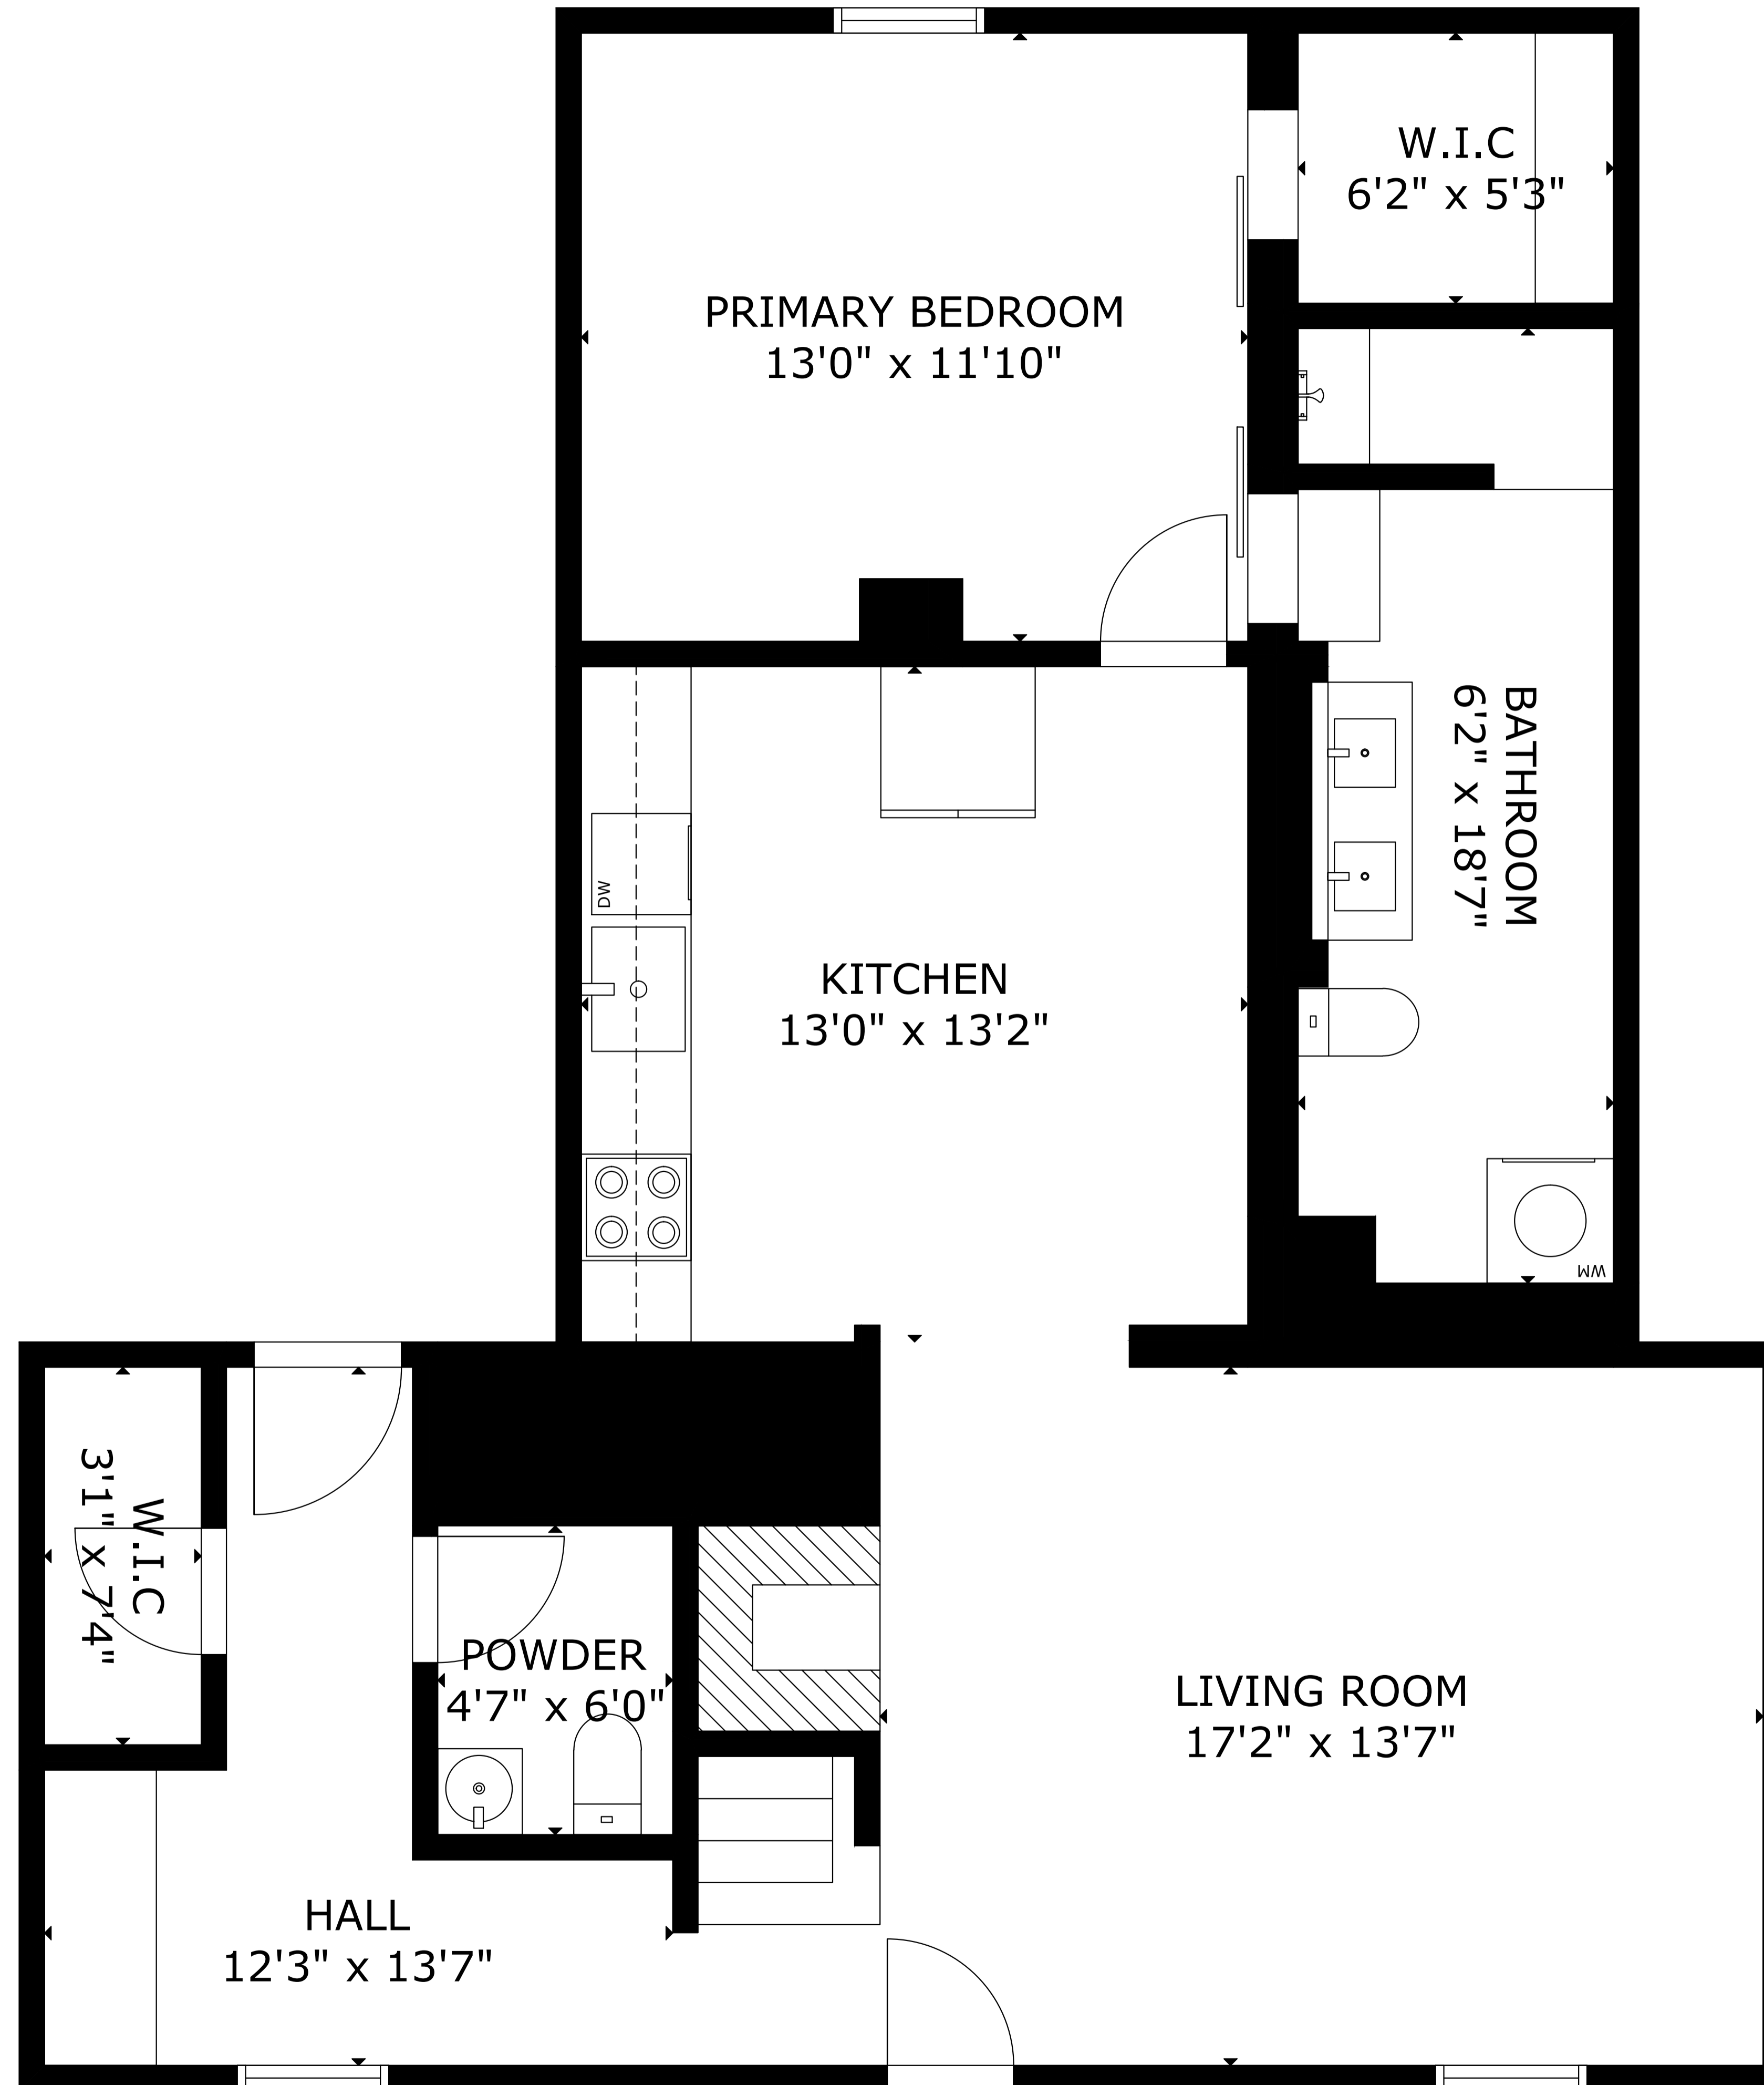 W.I.C
6'2" x 5'3"
PRIMARY BEDROOM
13'0" x 11'10"
BATHROOM
6'2" x 18'7"
DW
KITCHEN
13'0" x 13'2"
WM
W.I.C
3'1" x 7'4"
POWDER
4'7" x 6'0"
LIVING ROOM
17'2" x 13'7"
HALL
12'3" x 13'7"